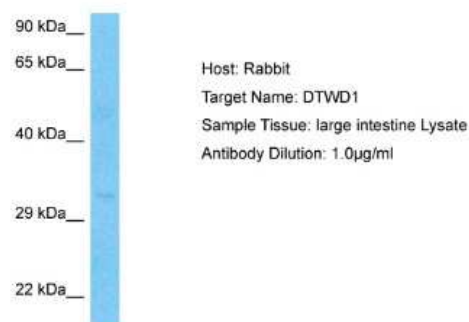 90 kDa
65 kDa
40 kDa
29 kDa
22 kDa
Host: Rabbit
Target Name: DTWD1
Sample Tissue: large intestine Lysate
Antibody Dilution: 1.0µg/ml